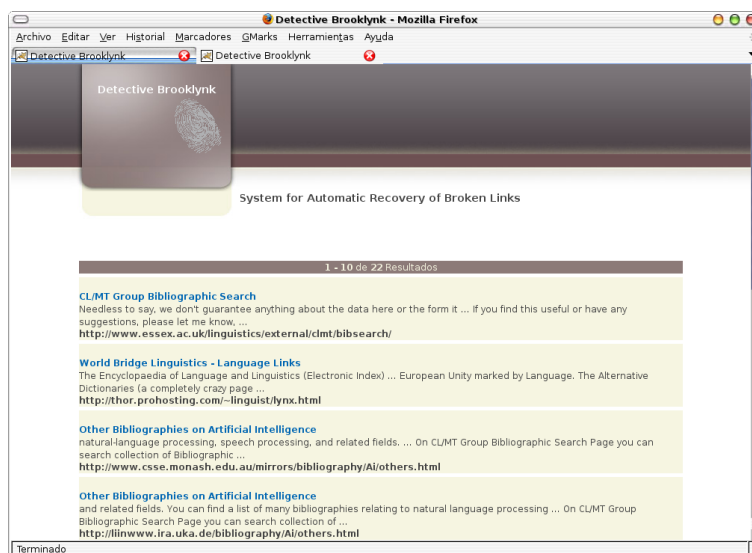 Detective Brooklynk - Mozilla Firefox
Archivo Editar Ver Historial Marcadores GMarks Herramientas Ayuda
Detective Brooklynk Detective Brooklynk
Detective Brooklynk
System for Automatic Recovery of Broken Links
1 - 10 de 22 Resultados
CL/MT Group Bibliographic Search
Needless to say, we don't guarantee anything about the data here or the form it ... If you find this useful or have any
suggestions, please let me know, ...
http://www.essex.ac.uk/linguistics/external/clmt/bibsearch/
World Bridge Linguistics - Language Links
The Encyclopaedia of Language and Linguistics (Electronic Index) ... European Unity marked by Language. The Alternative
Dictionaries (a completely crazy page ...
http://thor.prohosting.com/~linguist/lynx.html
Other Bibliographies on Artificial Intelligence
natural-language processing, speech processing, and related fields. ... On CL/MT Group Bibliographic Search Page you can
search collection of Bibliographic ...
http://www.csse.monash.edu.au/mirrors/bibliography/Ai/others.html
Other Bibliographies on Artificial Intelligence
and related fields. You can find a list of many bibliographies relating to natural language processing ... On CL/MT Group
Bibliographic Search Page you can search collection of ...
http://liinwww.ira.uka.de/bibliography/Ai/others.html
Terminado